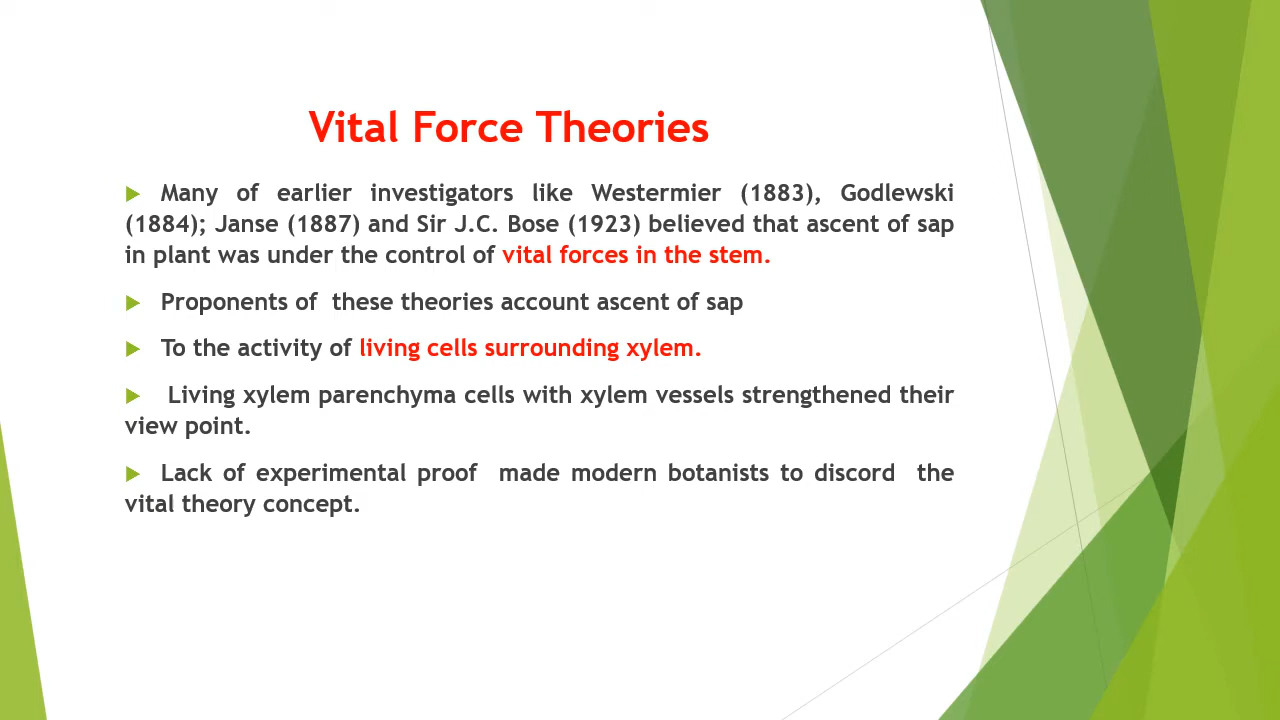 Vital Force Theories
Many of earlier investigators like Westermier (1883), Godlewski
(1884); Janse (1887) and Sir J.C. Bose (1923) believed that ascent of sap
in plant was under the control of vital forces in the stem.
Proponents of these theories account ascent of sap
To the activity of living cells surrounding xylem.
Living xylem parenchyma cells with xylem vessels strengthened their
view point.
Lack of experimental proof made modern botanists to discord the
vital theory concept.